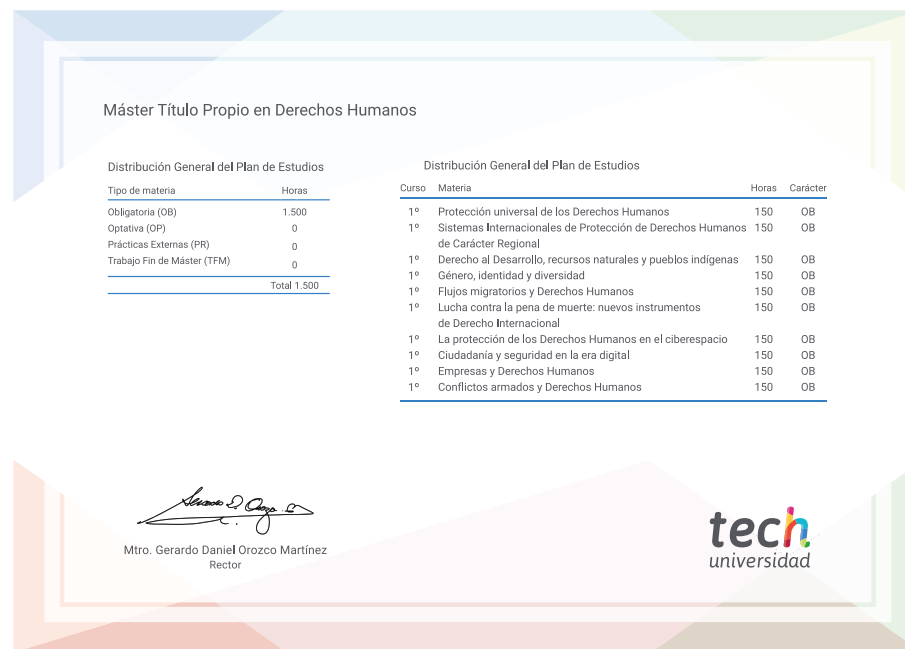 Máster Título Propio en Derechos Humanos
Distribución General del Plan de Estudios
Tipo de materia Horas
Obligatoria (OB) 1.500
Optativa (OP) 0
Prácticas Externas (PR) 0
Trabajo Fin de Máster (TFM) 0
Total 1.500
Distribución General del Plan de Estudios
Curso Materia Horas Carácter
1º Protección universal de los Derechos Humanos 150 OB
1º Sistemas Internacionales de Protección de Derechos Humanos 150 OB
de Carácter Regional
1º Derecho al Desarrollo, recursos naturales y pueblos indígenas 150 OB
1º Género, identidad y diversidad 150 OB
1º Flujos migratorios y Derechos Humanos 150 OB
1º Lucha contra la pena de muerte: nuevos instrumentos 150 OB
de Derecho Internacional
1º La protección de los Derechos Humanos en el ciberespacio 150 OB
1º Ciudadanía y seguridad en la era digital 150 OB
1º Empresas y Derechos Humanos 150 OB
1º Conflictos armados y Derechos Humanos 150 OB
Mtro. Gerardo Daniel Orozco Martínez
Rector
tech
universidad